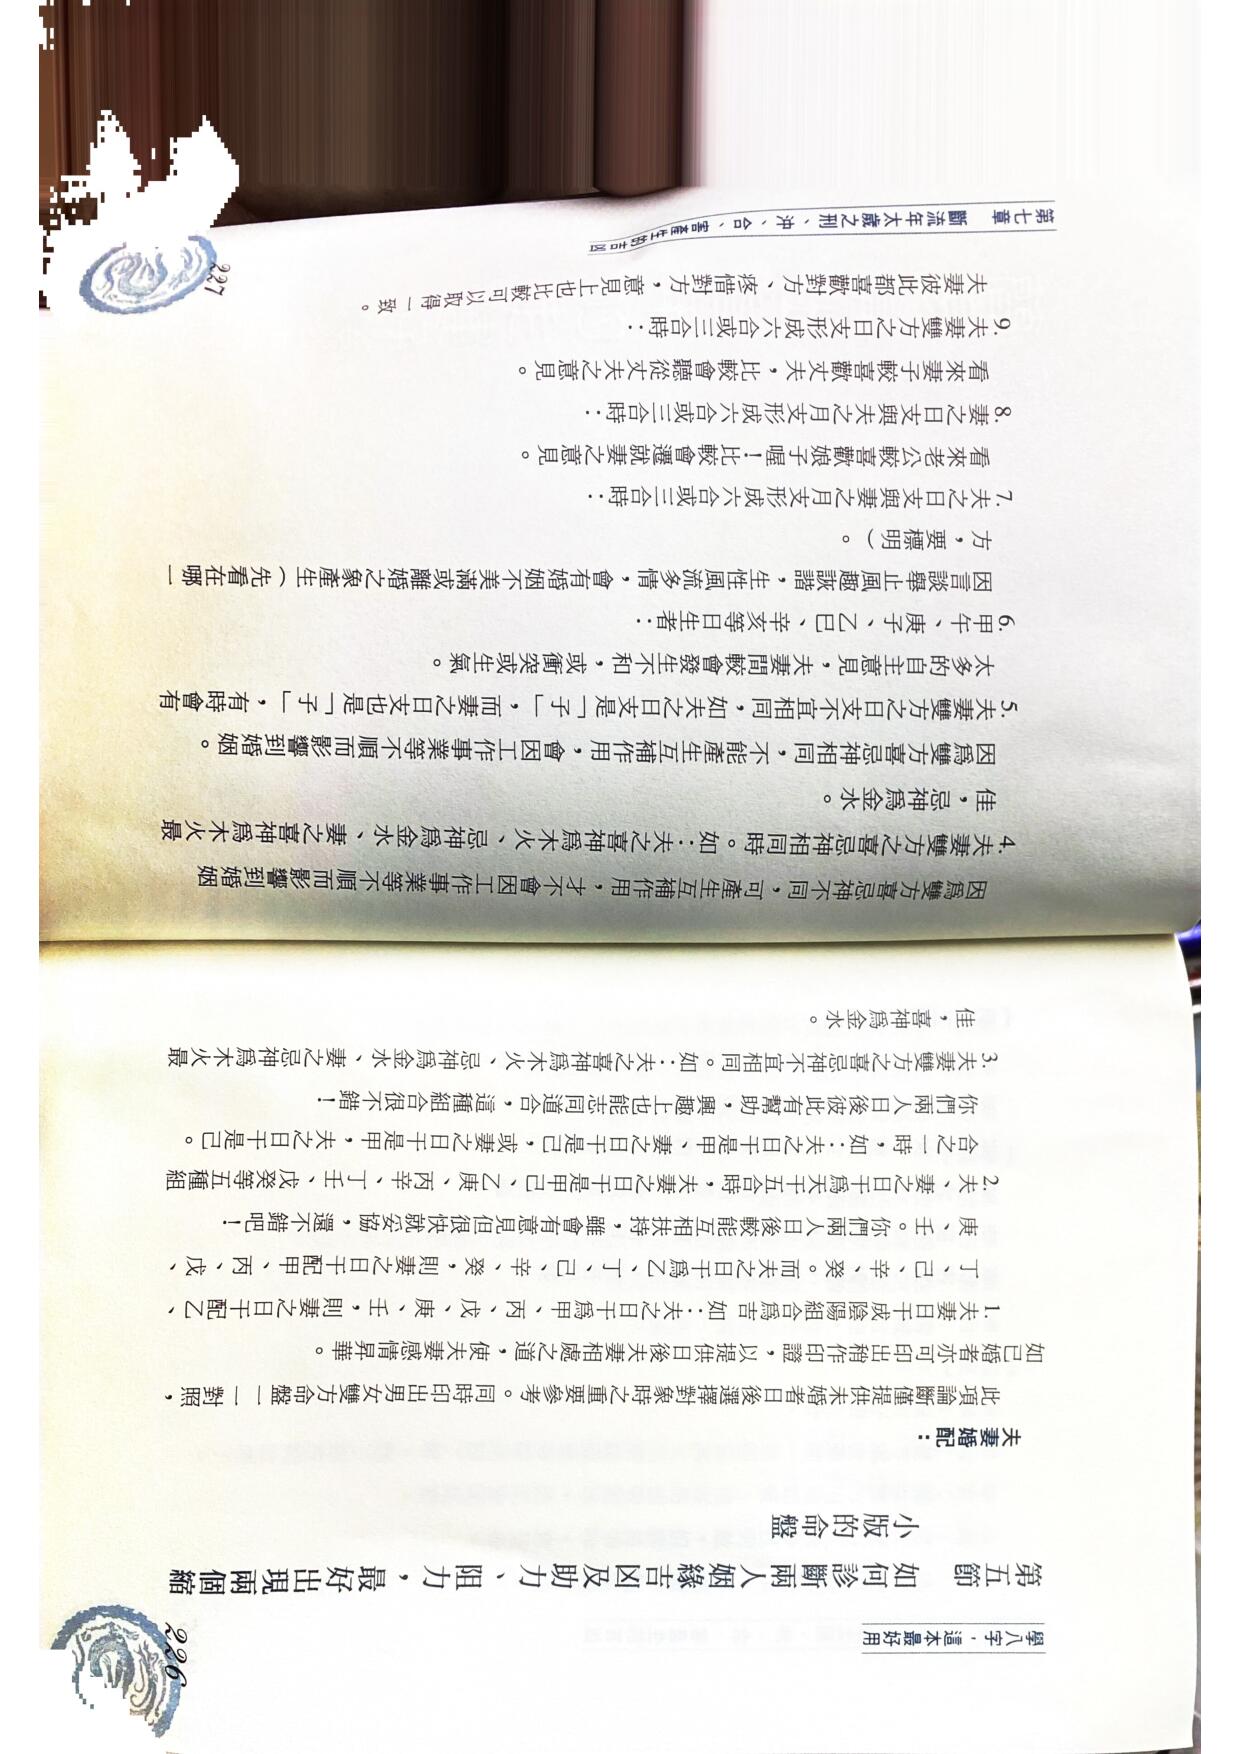 學八字，這本最好用
第五節　如何診斷兩人姻緣吉凶及助力、阻力，最好出現兩個縮
小版的命盤
夫妻婚配：
此項論斷僅提供未婚者日後選擇對象時之重要參考。同時印出男女雙方命盤一一對照，
如已婚者亦可印出稍作印證，以提供日後夫妻相處之道，使夫妻感情昇華。
1.夫妻日干成陰陽組合爲吉 如：夫之日干爲甲、丙、戊、庚、壬，則妻之日干配乙、
丁、己、辛、癸。而夫之日干爲乙、丁、己、辛、癸，則妻之日干配甲、丙、戊、
庚、壬。你們兩人日後較能互相扶持，雖會有意見但很快就妥協，還不錯吧！
2.夫、妻之日干爲天干五合時，夫妻之日干是甲己、乙庚、丙辛、丁壬、戊癸等五種組
合之一時，如：夫之日干是甲、妻之日干是己，或妻之日干是甲，夫之日干是己。
你們兩人日後彼此有幫助，興趣上也能志同道合，這種組合很不錯！
3.夫妻雙方之喜忌神不宜相同。如：夫之喜神爲木火、忌神爲金水、妻之忌神爲木火最
佳，喜神爲金水。
226
因爲雙方喜忌神不同，可產生互補作用，才不會因工作事業等不順而影響到婚姻
4.夫妻雙方之喜忌神相同時。如：夫之喜神爲木火、忌神爲金水、妻之喜神爲木火最
佳，忌神爲金水。
因爲雙方喜忌神相同，不能產生互補作用，會因工作事業等不順而影響到婚姻。
5.夫妻雙方之日支不宜相同，如夫之日支是「子」，而妻之日支也是「子」，有時會有
太多的自主意見，夫妻間較會發生不和，或衝突或生氣。
6.甲午、庚子、乙巳、辛亥等日生者：
因言談舉止風趣詼諧，生性風流多情，會有婚姻不美滿或離婚之象產生（先看在哪一
方，要標明）。
7.夫之日支與妻之月支形成六合或三合時：
看來老公較喜歡娘子喔！比較會遷就妻之意見。
8.妻之日支與夫之月支形成六合或三合時：
看來妻子較喜歡丈夫，比較會聽從丈夫之意見。
9.夫妻雙方之日支形成六合或三合時：
夫妻彼此都喜歡對方、疼惜對方，意見上也比較可以取得一致。
第七章　斷流年太歲之刑、沖、合、害產生的吉凶
227